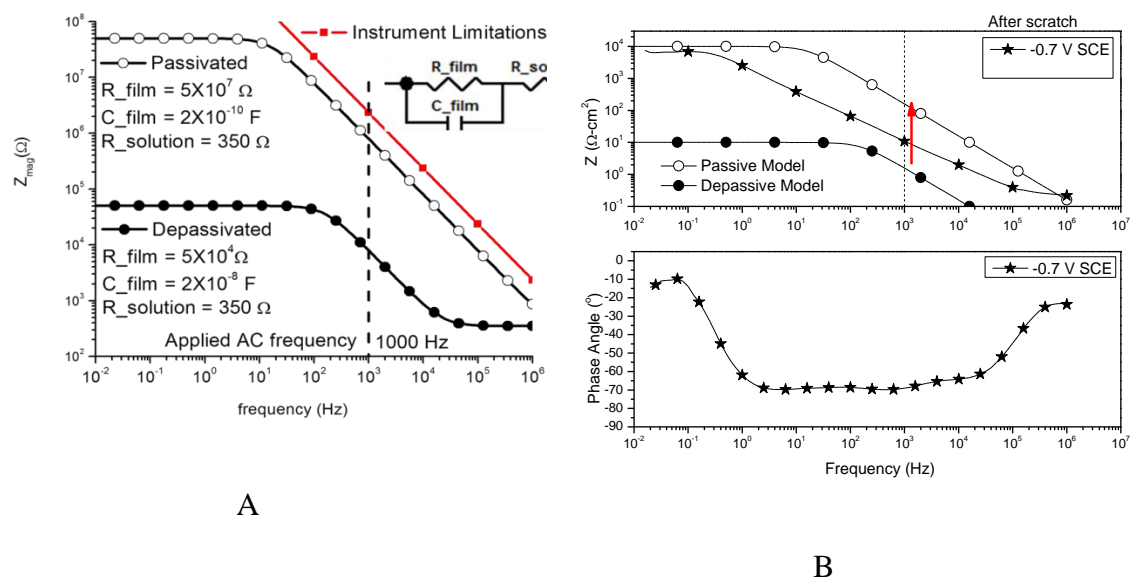 10⁸
10⁷
10⁶
10⁵
10⁴
10³
10²
Z_mag(Ω)
Instrument Limitations
Passivated
R_film = 5X10⁷ Ω
C_film = 2X10⁻¹⁰ F
R_solution = 350 Ω
R_film
R_so
C_film
Depassivated
R_film = 5X10⁴Ω
C_film = 2X10⁻⁸ F
R_solution = 350 Ω
Applied AC frequency 1000 Hz
10⁻² 10⁻¹ 10⁰ 10¹ 10² 10³ 10⁴ 10⁵ 10⁶
frequency (Hz)
A
After scratch
10⁴
10³
10²
10¹
10⁰
10⁻¹
Z (Ω-cm²)
-0.7 V SCE
Passive Model
Depassive Model
10⁻² 10⁻¹ 10⁰ 10¹ 10² 10³ 10⁴ 10⁵ 10⁶ 10⁷
0
-10
-20
-30
-40
-50
-60
-70
-80
-90
Phase Angle (°)
-0.7 V SCE
10⁻² 10⁻¹ 10⁰ 10¹ 10² 10³ 10⁴ 10⁵ 10⁶ 10⁷
Frequency (Hz)
B